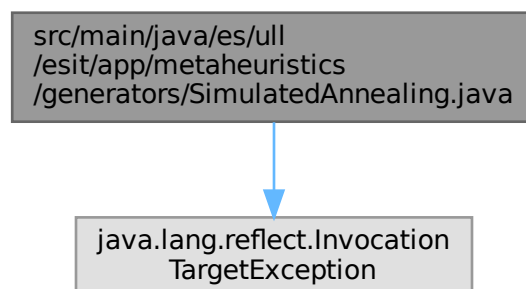 src/main/java/es/ull
/esit/app/metaheuristics
/generators/SimulatedAnnealing.java
java.lang.reflect.Invocation
TargetException